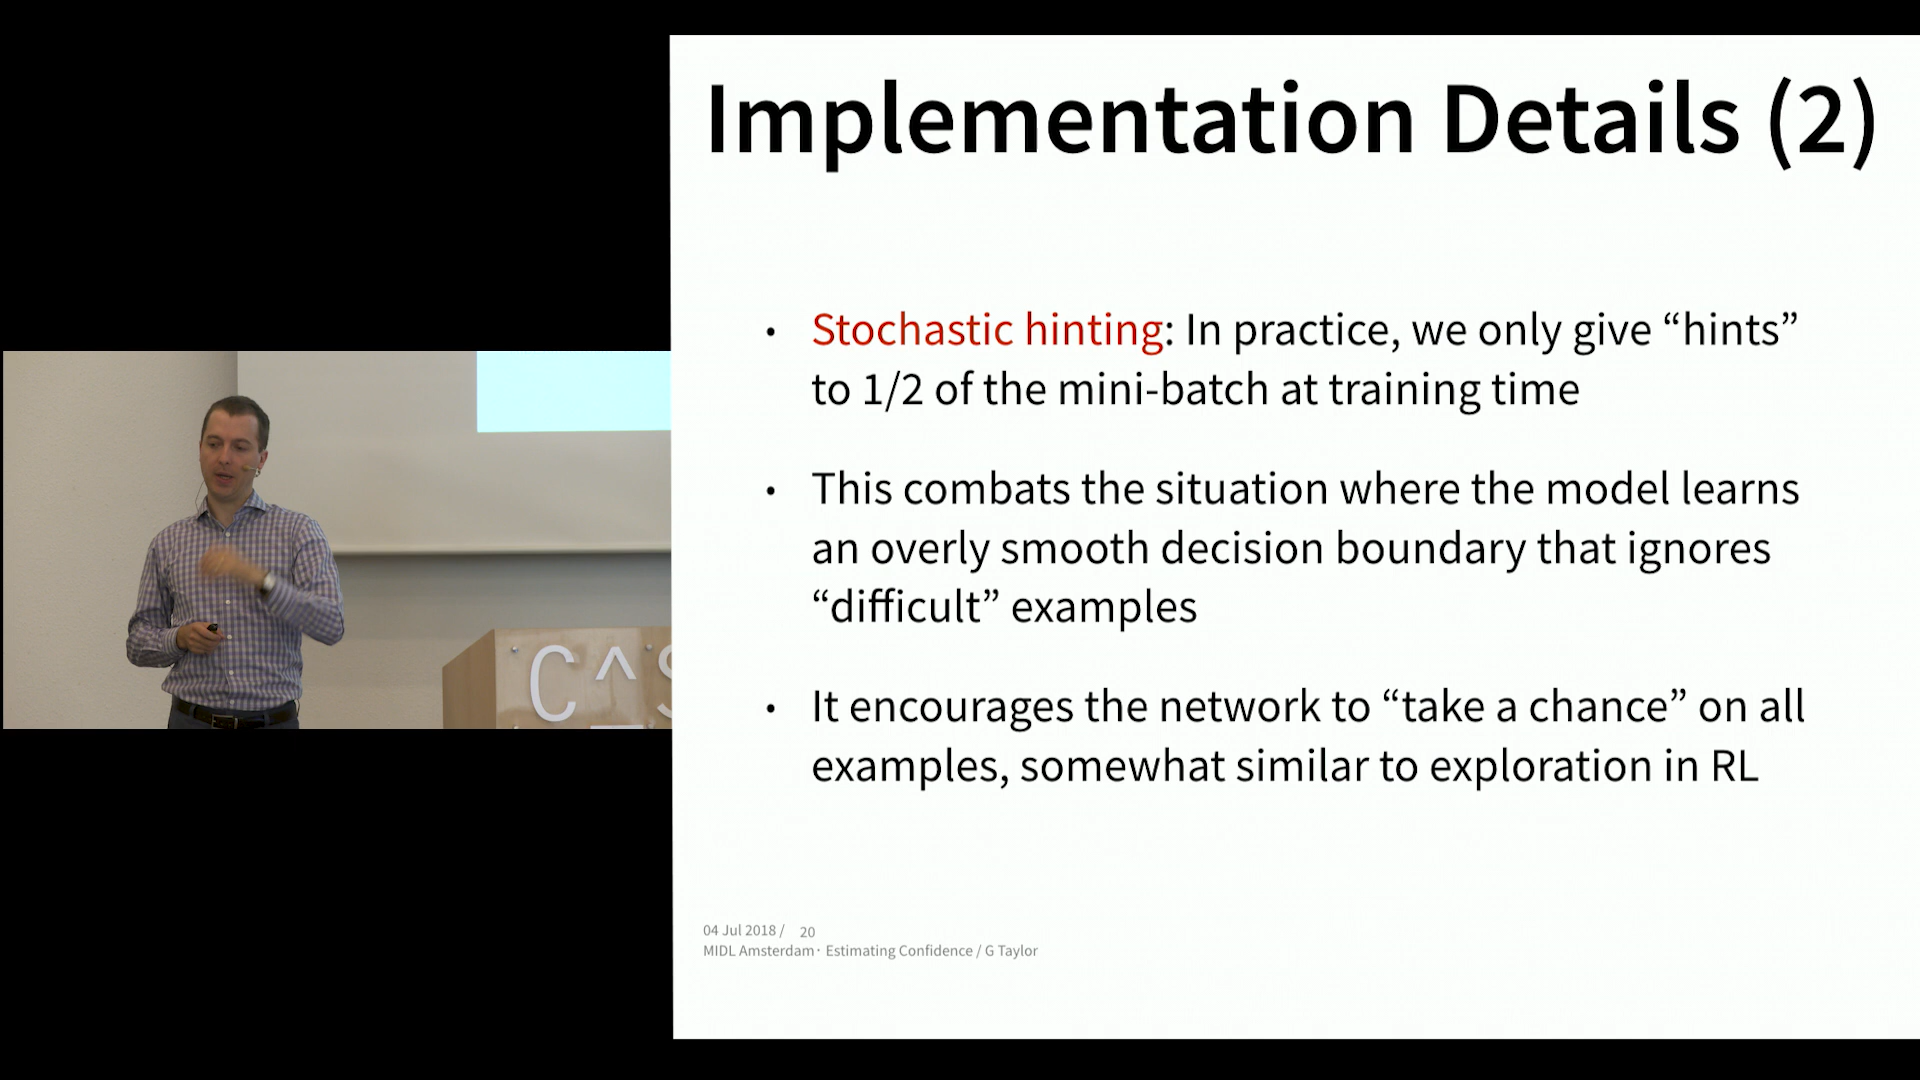 Implementation Details (2)
• Stochastic hinting: In practice, we only give “hints”
to 1/2 of the mini-batch at training time
• This combats the situation where the model learns
an overly smooth decision boundary that ignores
“difficult” examples
• It encourages the network to “take a chance” on all
examples, somewhat similar to exploration in RL
04 Jul 2018 / 20
MIDL Amsterdam · Estimating Confidence / G Taylor
C^S